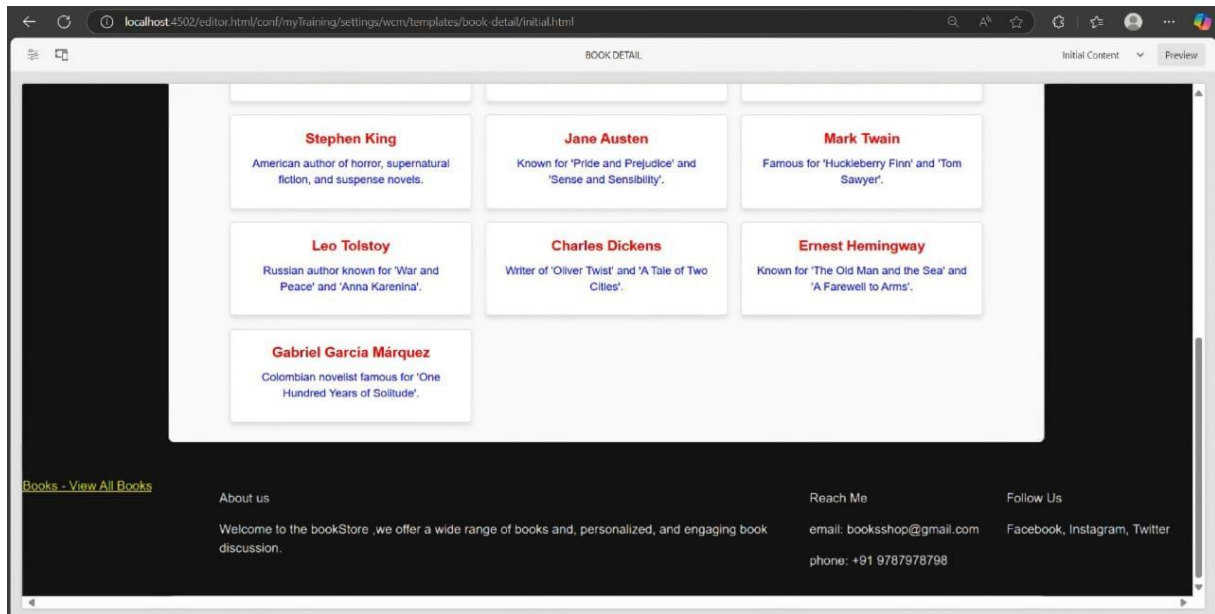 localhost:4502/editor.html/conf/myTraining/settings/wcm/templates/book-detail/initial.html
BOOK DETAIL
Initial Content
Preview
Stephen King
American author of horror, supernatural
fiction, and suspense novels.
Jane Austen
Known for 'Pride and Prejudice' and
'Sense and Sensibility'.
Mark Twain
Famous for 'Huckleberry Finn' and 'Tom
Sawyer'.
Leo Tolstoy
Russian author known for 'War and
Peace' and 'Anna Karenina'.
Charles Dickens
Writer of 'Oliver Twist' and 'A Tale of Two
Cities'.
Ernest Hemingway
Known for 'The Old Man and the Sea' and
'A Farewell to Arms'.
Gabriel García Márquez
Colombian novelist famous for 'One
Hundred Years of Solitude'.
Books - View All Books
About us
Welcome to the bookStore ,we offer a wide range of books and, personalized, and engaging book
discussion.
Reach Me
email: booksshop@gmail.com
phone: +91 9787978798
Follow Us
Facebook, Instagram, Twitter